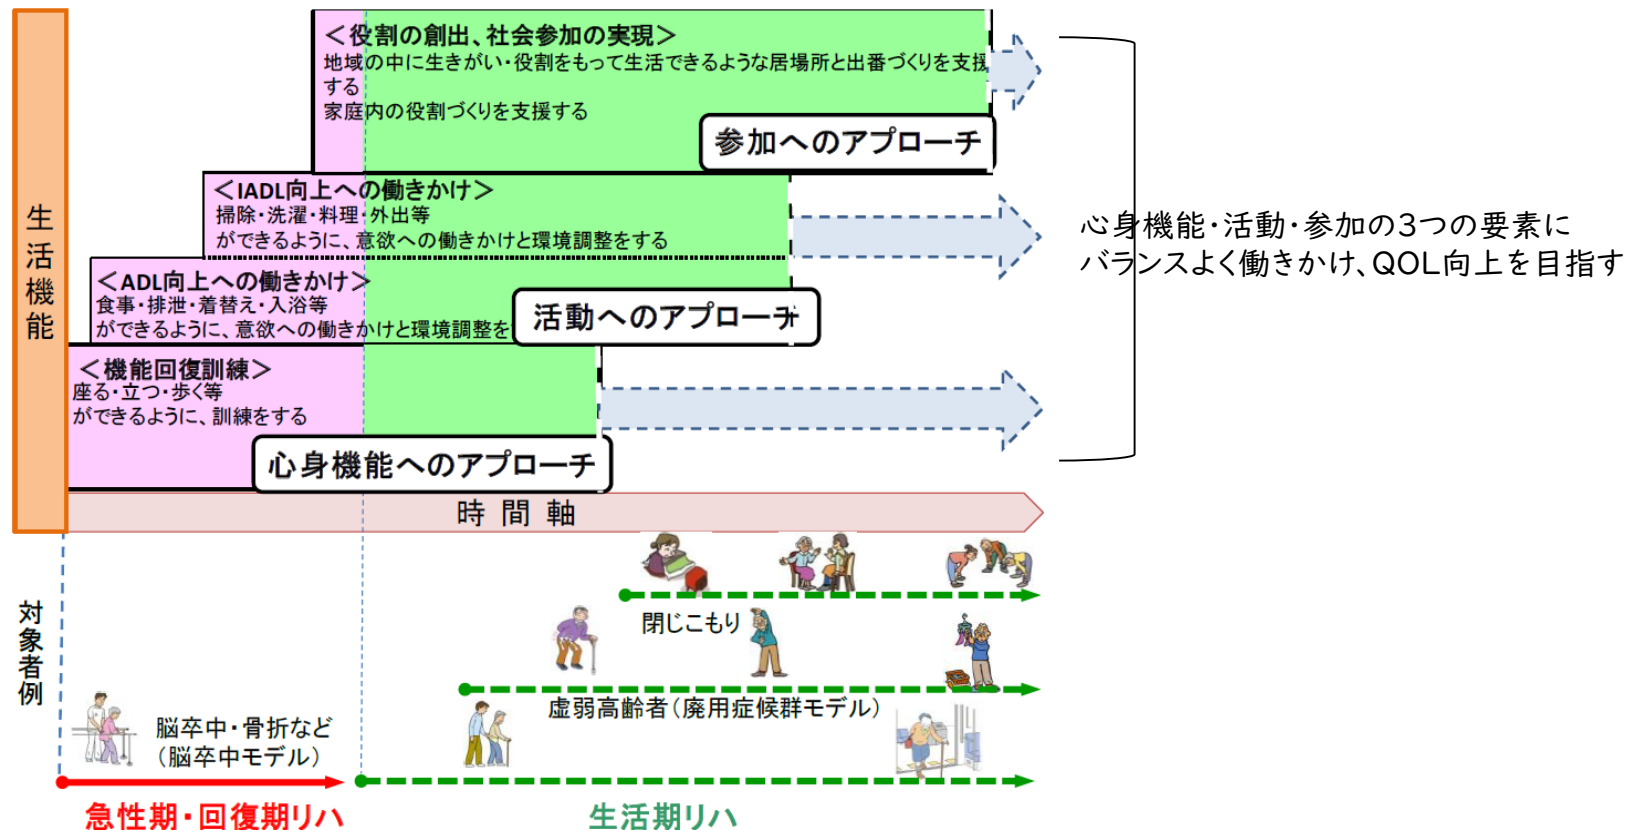 生活機能
＜役割の創出、社会参加の実現＞
地域の中に生きがい・役割をもって生活できるような居場所と出番づくりを支援
する
家庭内の役割づくりを支援する
参加へのアプローチ
＜IADL向上への働きかけ＞
掃除・洗濯・料理・外出等
ができるように、意欲への働きかけと環境調整をする
＜ADL向上への働きかけ＞
食事・排泄・着替え・入浴等
ができるように、意欲への働きかけと環境調整を
活動へのアプローチ
＜機能回復訓練＞
座る・立つ・歩く等
ができるように、訓練をする
心身機能へのアプローチ
心身機能・活動・参加の3つの要素に
バランスよく働きかけ、QOL向上を目指す
時間軸
対象者例
閉じこもり
虚弱高齢者（廃用症候群モデル）
脳卒中・骨折など
（脳卒中モデル）
急性期・回復期リハ
生活期リハ